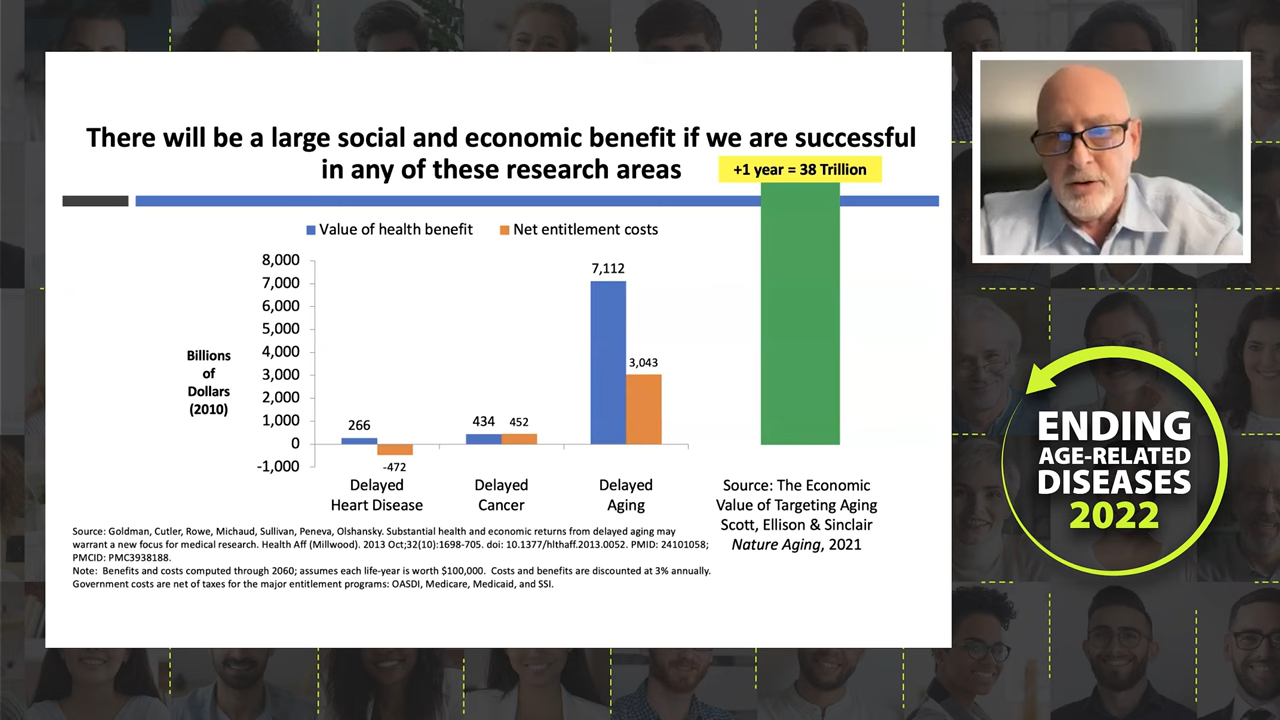 There will be a large social and economic benefit if we are successful
in any of these research areas
+1 year = 38 Trillion
Value of health benefit
Net entitlement costs
Billions
of
Dollars
(2010)
8,000
7,000
6,000
5,000
4,000
3,000
2,000
1,000
0
-1,000
266
-472
434
452
7,112
3,043
Delayed
Heart Disease
Delayed
Cancer
Delayed
Aging
Source: The Economic
Value of Targeting Aging
Scott, Ellison & Sinclair
Nature Aging, 2021
Source: Goldman, Cutler, Rowe, Michaud, Sullivan, Peneva, Olshansky. Substantial health and economic returns from delayed aging may
warrant a new focus for medical research. Health Aff (Millwood). 2013 Oct;32(10):1698-705. doi: 10.1377/hlthaff.2013.0052. PMID: 24101058;
PMCID: PMC3938188.
Note: Benefits and costs computed through 2060; assumes each life-year is worth $100,000. Costs and benefits are discounted at 3% annually.
Government costs are net of taxes for the major entitlement programs: OASDI, Medicare, Medicaid, and SSI.
ENDING
AGE-RELATED
DISEASES
2022